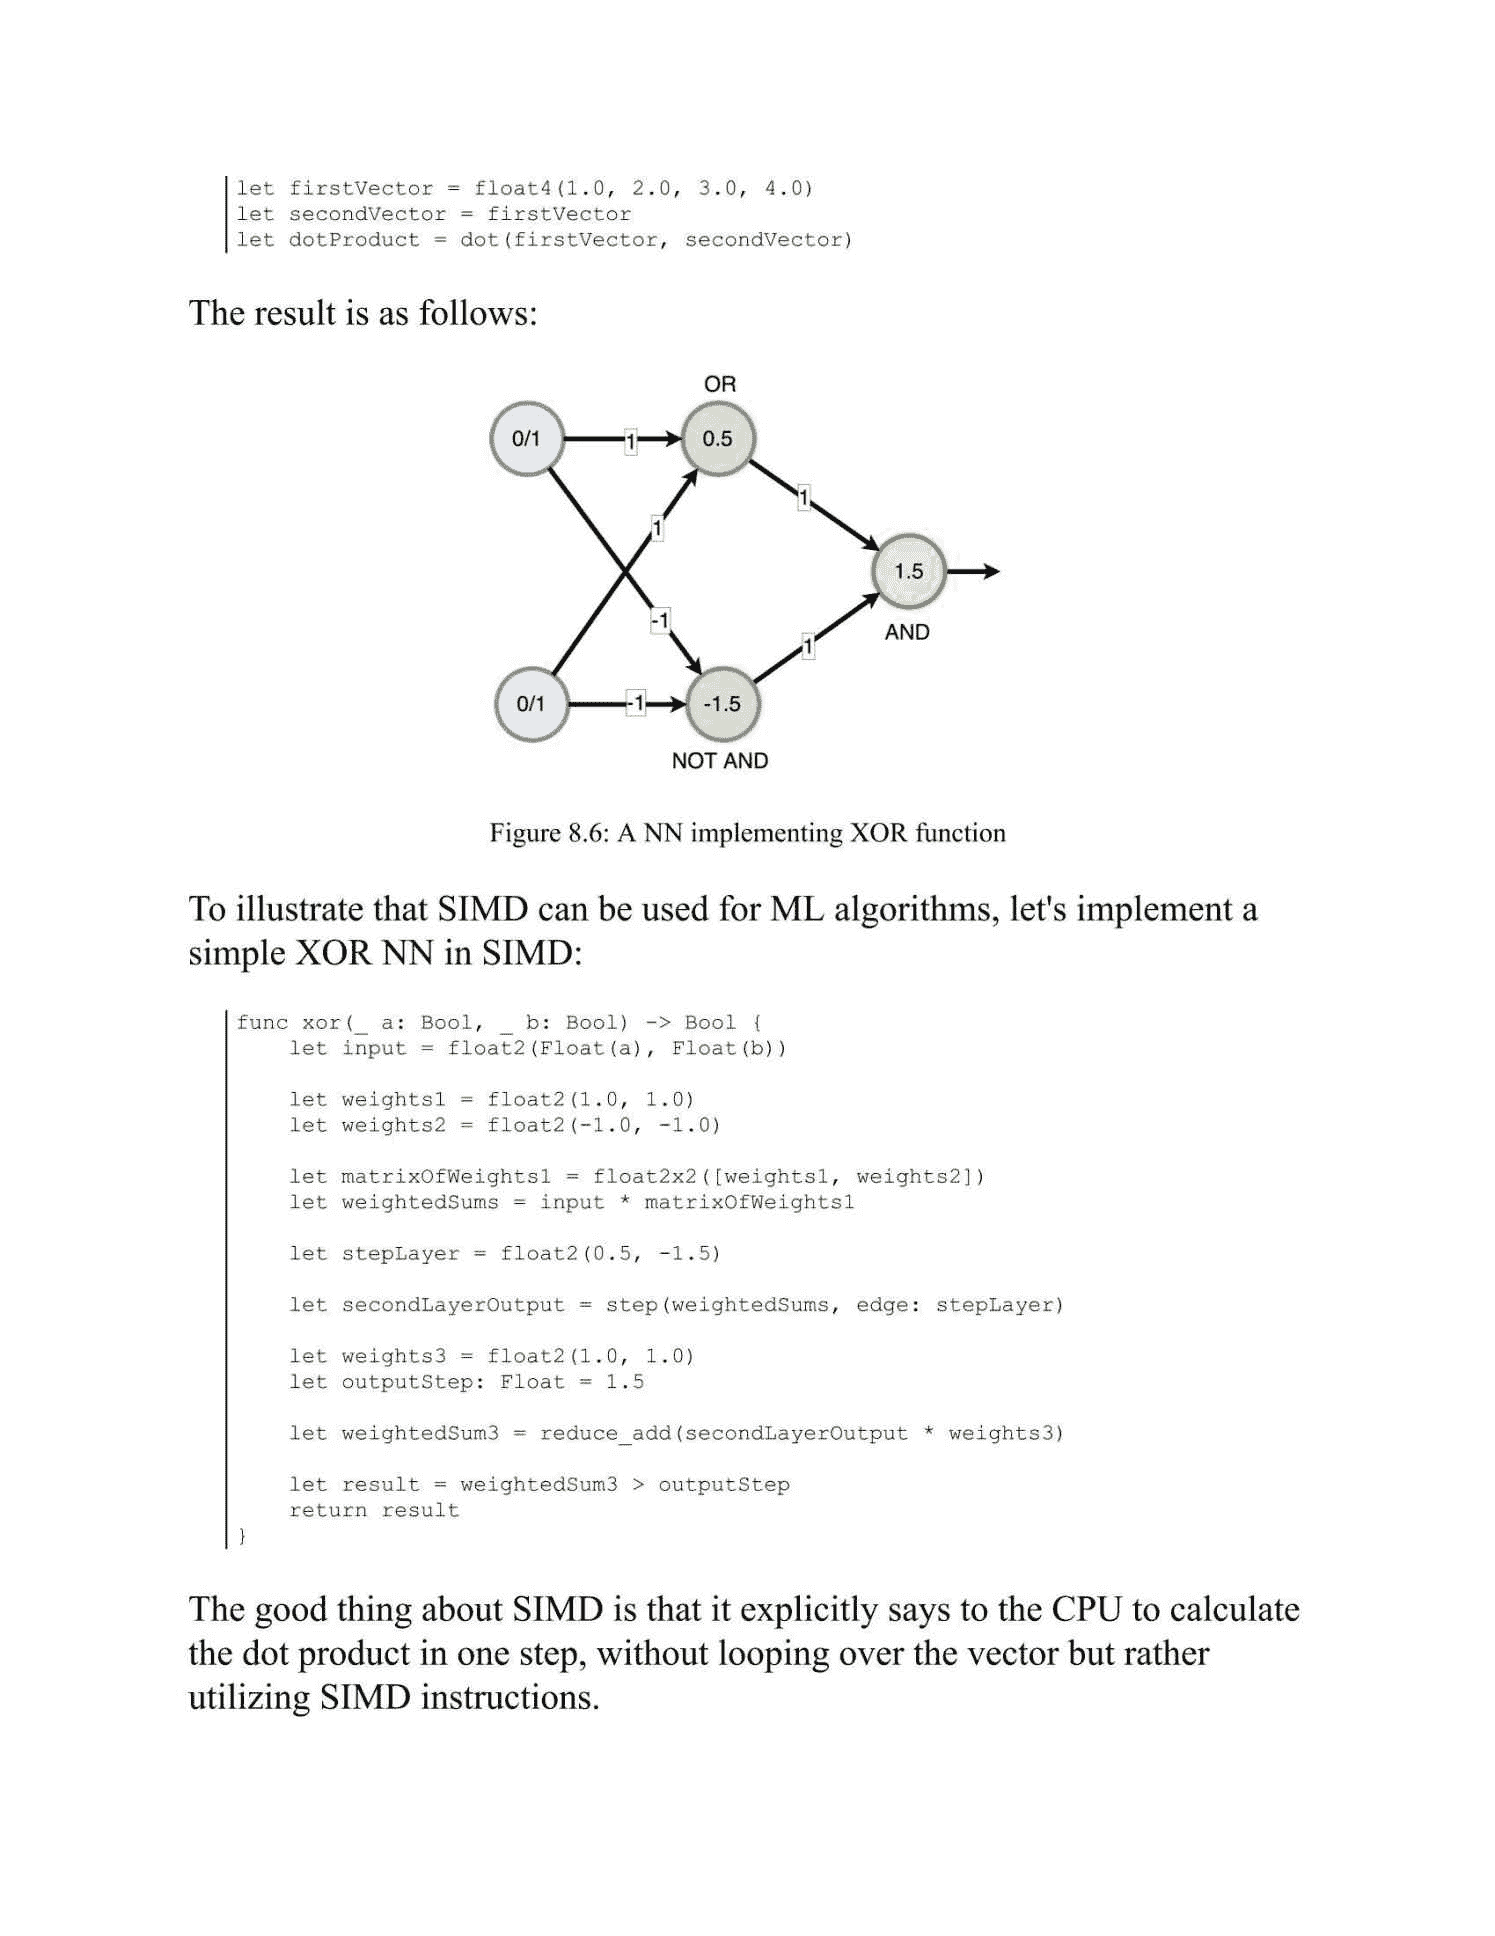 let firstVector = float4(1.0, 2.0, 3.0, 4.0)
let secondVector = firstVector
let dotProduct = dot(firstVector, secondVector)
The result is as follows:
OR
0/1
1
0.5
1
1
1.5
-1
AND
1
0/1
-1
-1.5
NOT AND
Figure 8.6: A NN implementing XOR function
To illustrate that SIMD can be used for ML algorithms, let's implement a
simple XOR NN in SIMD:
func xor(_ a: Bool, _ b: Bool) -> Bool {
    let input = float2(Float(a), Float(b))
    let weights1 = float2(1.0, 1.0)
    let weights2 = float2(-1.0, -1.0)
    let matrixOfWeights1 = float2x2([weights1, weights2])
    let weightedSums = input * matrixOfWeights1
    let stepLayer = float2(0.5, -1.5)
    let secondLayerOutput = step(weightedSums, edge: stepLayer)
    let weights3 = float2(1.0, 1.0)
    let outputStep: Float = 1.5
    let weightedSum3 = reduce_add(secondLayerOutput * weights3)
    let result = weightedSum3 > outputStep
    return result
}
The good thing about SIMD is that it explicitly says to the CPU to calculate
the dot product in one step, without looping over the vector but rather
utilizing SIMD instructions.